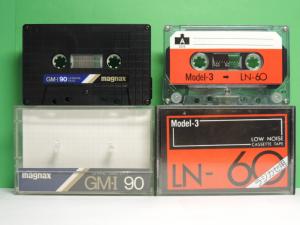 magnax
GM-I 90
A
Model-3 LN-60
magnax
GM-I 90
Model-3
LOW NOISE
CASSETTE TAPE
LN-60